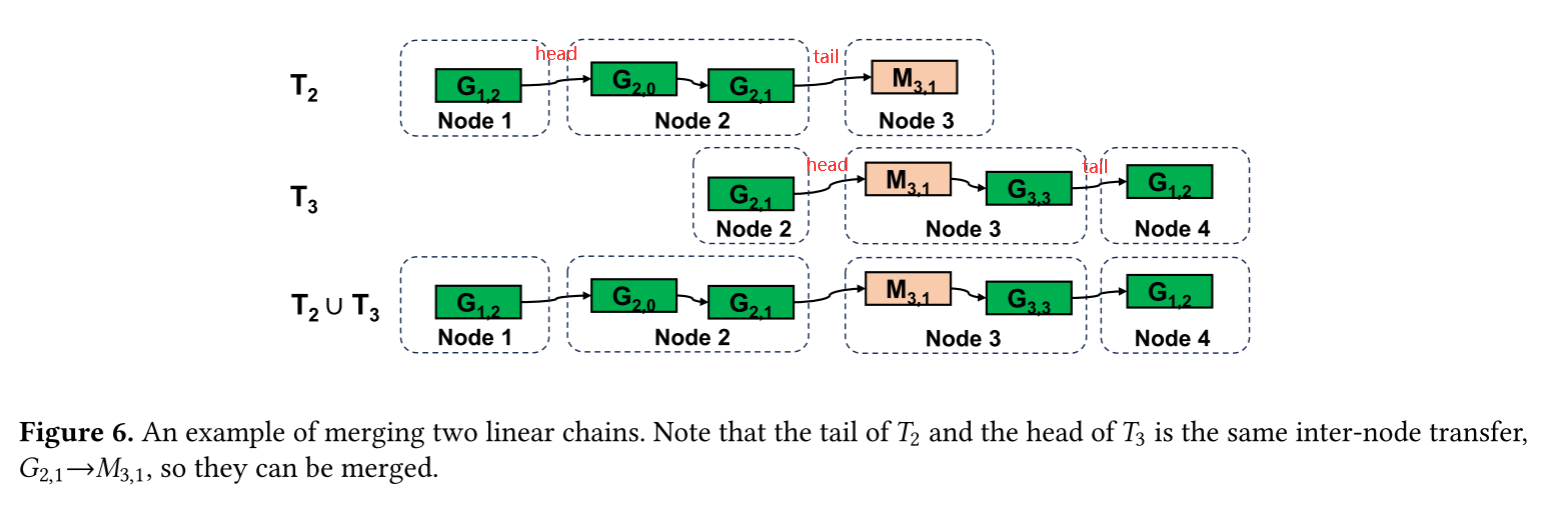 head tail
T2 G1,2 G2,0 G2,1 M3,1
Node 1 Node 2 Node 3
head tail
T3 G2,1 M3,1 G3,3 G1,2
Node 2 Node 3 Node 4
T2 ∪ T3 G1,2 G2,0 G2,1 M3,1 G3,3 G1,2
Node 1 Node 2 Node 3 Node 4
Figure 6. An example of merging two linear chains. Note that the tail of T2 and the head of T3 is the same inter-node transfer,
G2,1→M3,1, so they can be merged.